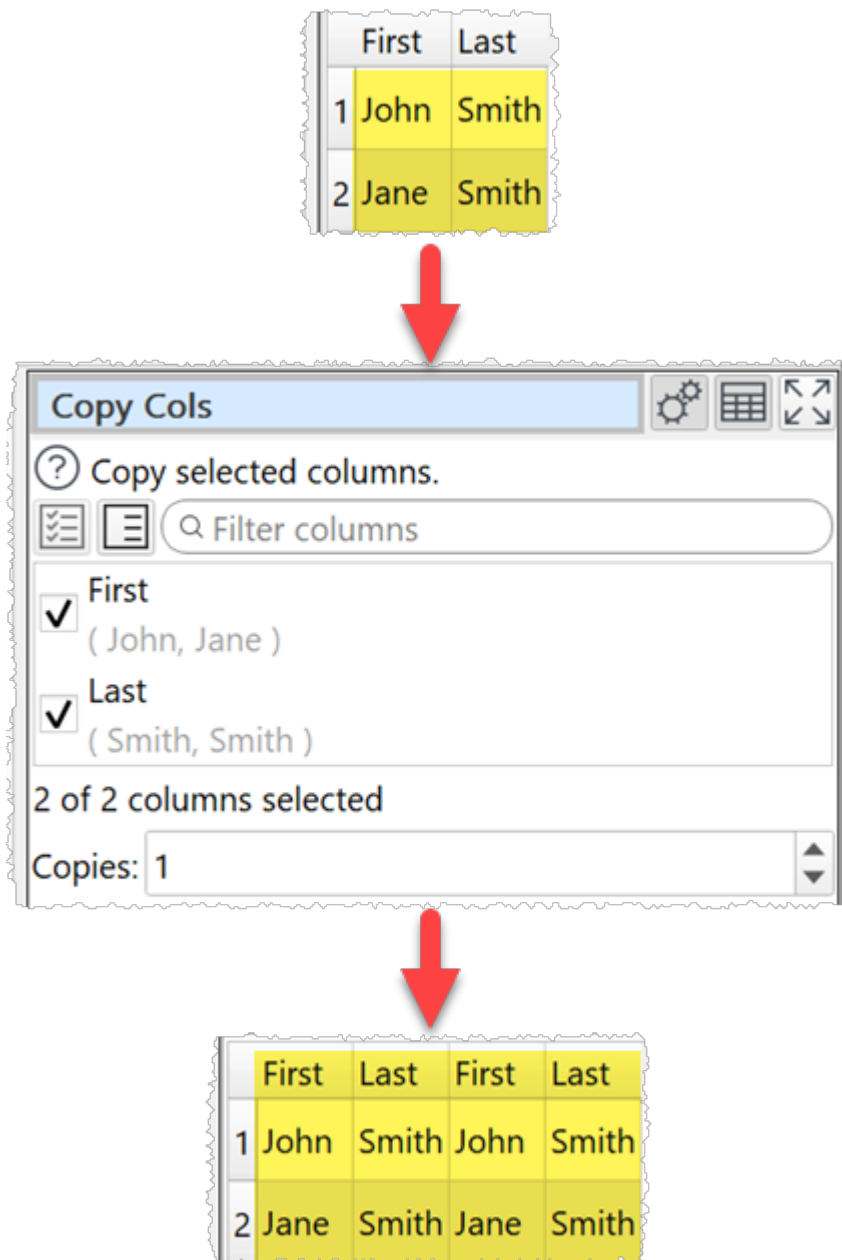 First Last
1 John Smith
2 Jane Smith
Copy Cols
? Copy selected columns.
Filter columns
First
( John, Jane )
Last
( Smith, Smith )
2 of 2 columns selected
Copies: 1
First Last First Last
1 John Smith John Smith
2 Jane Smith Jane Smith